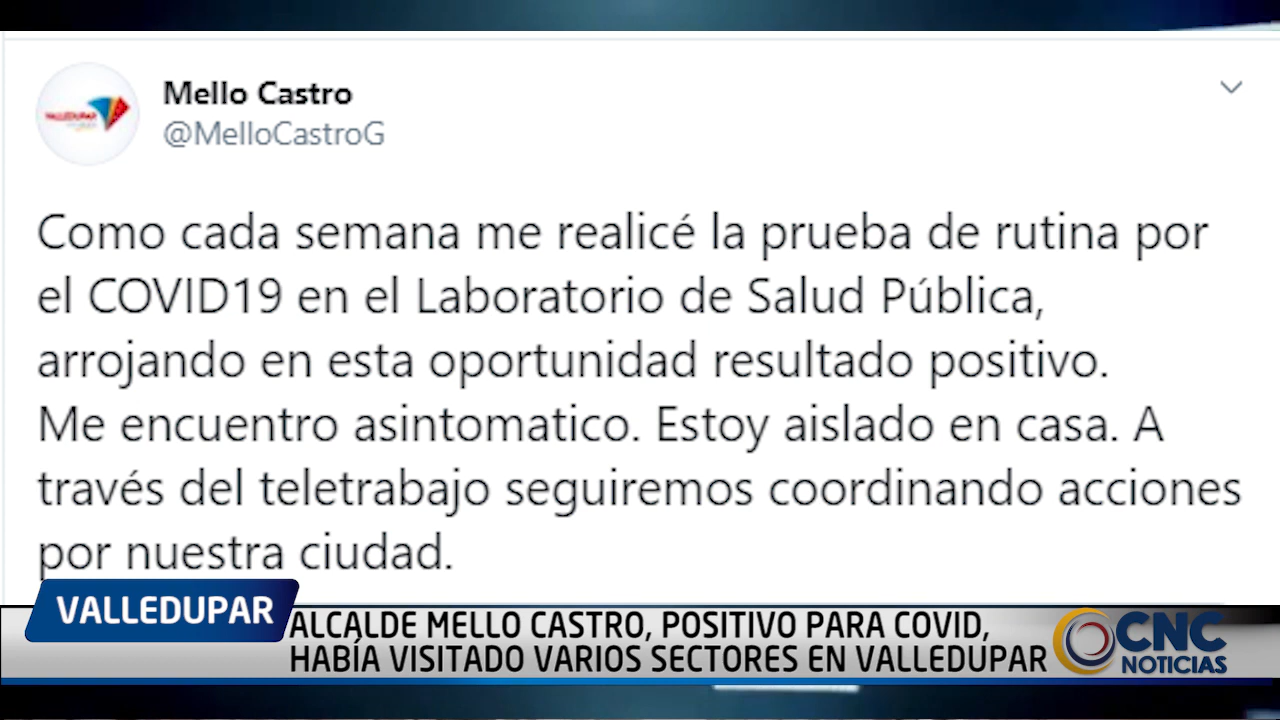 VALLEDUPAR
Mello Castro
@MelloCastroG
Como cada semana me realicé la prueba de rutina por
el COVID19 en el Laboratorio de Salud Pública,
arrojando en esta oportunidad resultado positivo.
Me encuentro asintomatico. Estoy aislado en casa. A
través del teletrabajo seguiremos coordinando acciones
por nuestra ciudad.
VALLEDUPAR
ALCALDE MELLO CASTRO, POSITIVO PARA COVID,
HABÍA VISITADO VARIOS SECTORES EN VALLEDUPAR
CNC
NOTICIAS